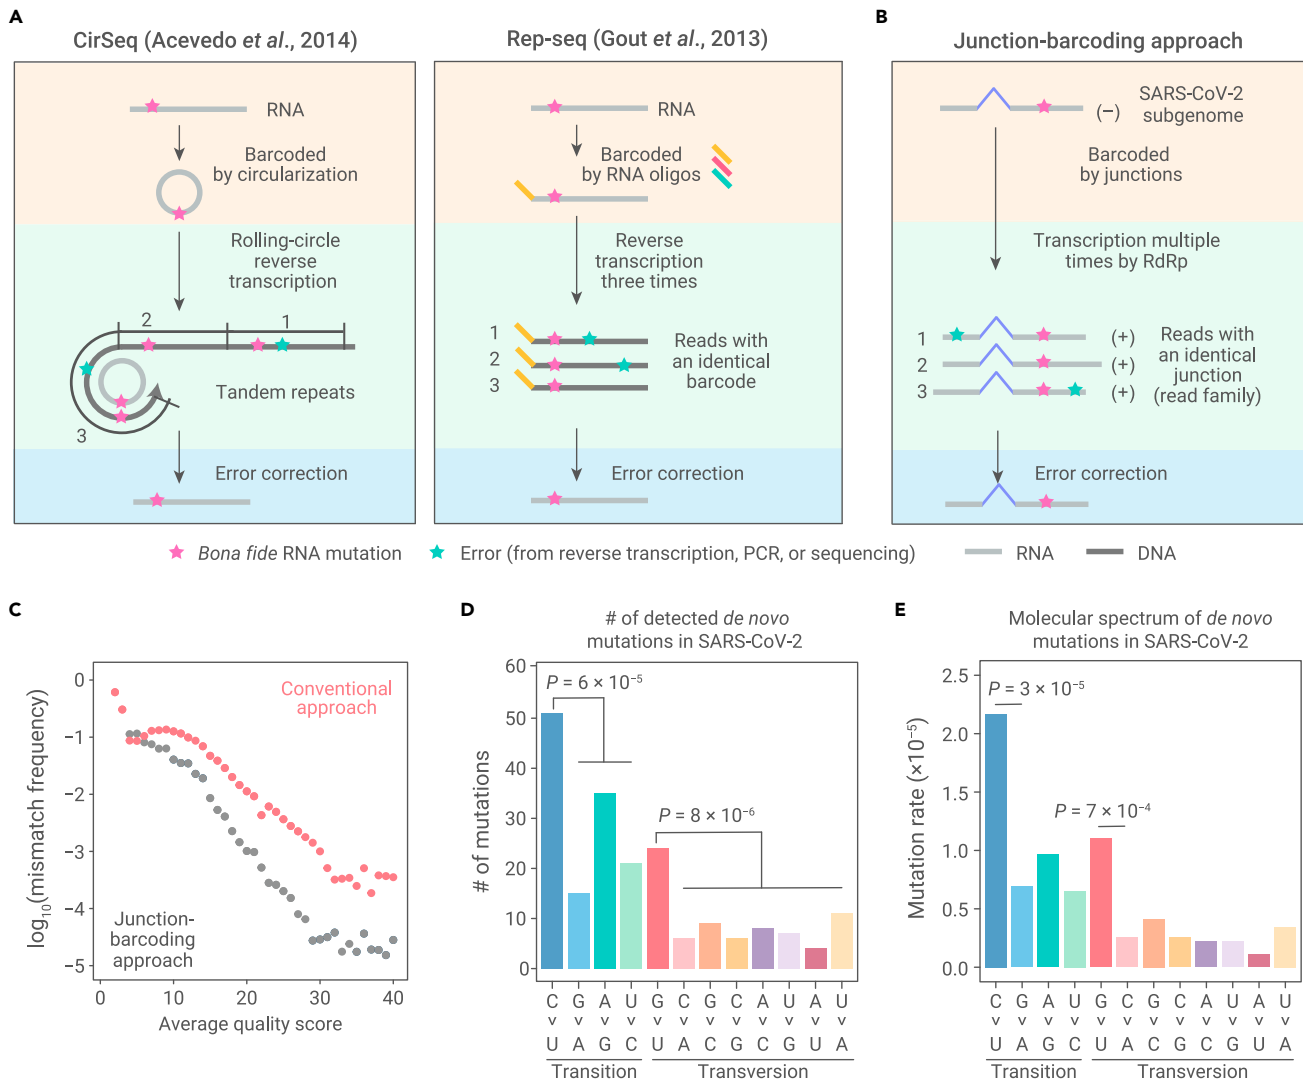 A
CirSeq (Acevedo et al., 2014)
RNA
Barcoded
by circularization
Rolling-circle
reverse
transcription
2
1
3
Tandem repeats
Error correction
Rep-seq (Gout et al., 2013)
RNA
Barcoded
by RNA oligos
Reverse
transcription
three times
1
2
3
Reads with
an identical
barcode
Error correction
B
Junction-barcoding approach
(−)
SARS-CoV-2
subgenome
Barcoded
by junctions
Transcription multiple
times by RdRp
1
2
3
(+)
(+)
(+)
Reads with
an identical
junction
(read family)
Error correction
Bona fide RNA mutation
Error (from reverse transcription, PCR, or sequencing)
RNA
DNA
C
log10(mismatch frequency)
0
−1
−2
−3
−4
−5
Conventional
approach
Junction-
barcoding
approach
0 10 20 30 40
Average quality score
D
# of detected de novo
mutations in SARS-CoV-2
# of mutations
60
50
40
30
20
10
0
P = 6 × 10⁻⁵
P = 8 × 10⁻⁶
C G A U G C G C A U A U
> > > > > > > > > > > >
U A G C U A C G C G U A
Transition Transversion
E
Molecular spectrum of de novo
mutations in SARS-CoV-2
Mutation rate (×10⁻⁵)
2.5
2.0
1.5
1.0
0.5
0.0
P = 3 × 10⁻⁵
P = 7 × 10⁻⁴
C G A U G C G C A U A U
> > > > > > > > > > > >
U A G C U A C G C G U A
Transition Transversion